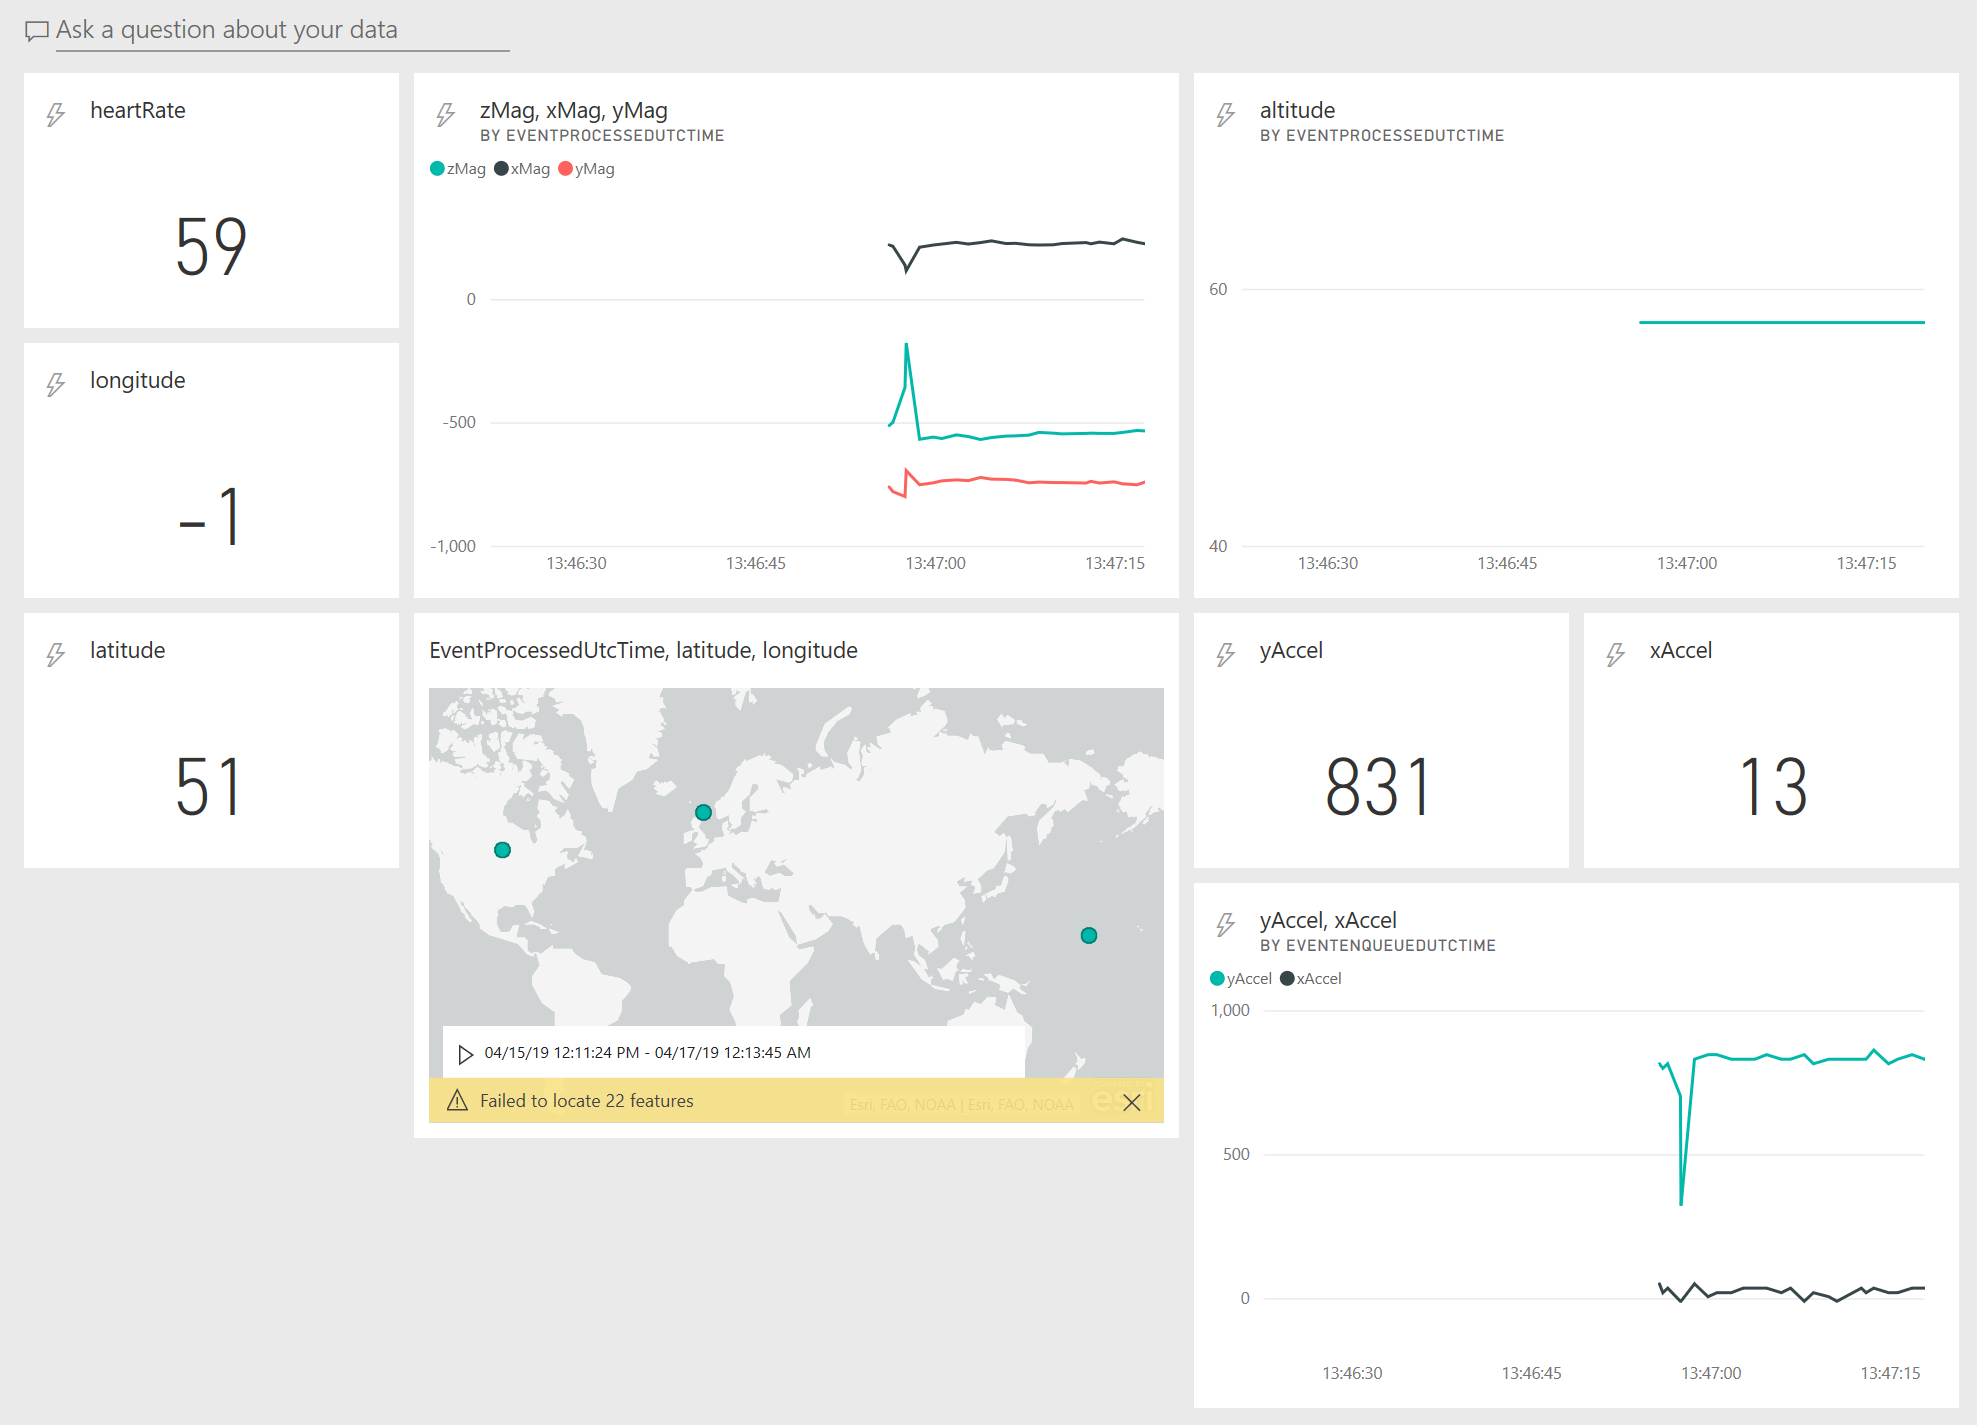 Ask a question about your data
heartRate
59
zMag, xMag, yMag
BY EVENTPROCESSEDUTCTIME
zMag xMag yMag
0
-500
-1,000
13:46:30 13:46:45 13:47:00 13:47:15
altitude
BY EVENTPROCESSEDUTCTIME
60
40
13:46:30 13:46:45 13:47:00 13:47:15
longitude
-1
latitude
51
EventProcessedUtcTime, latitude, longitude
04/15/19 12:11:24 PM - 04/17/19 12:13:45 AM
Failed to locate 22 features
Esri, FAO, NOAA | Esri, FAO, NOAA
esri
yAccel
831
xAccel
13
yAccel, xAccel
BY EVENTENQUEUEDUTCTIME
yAccel xAccel
1,000
500
0
13:46:30 13:46:45 13:47:00 13:47:15